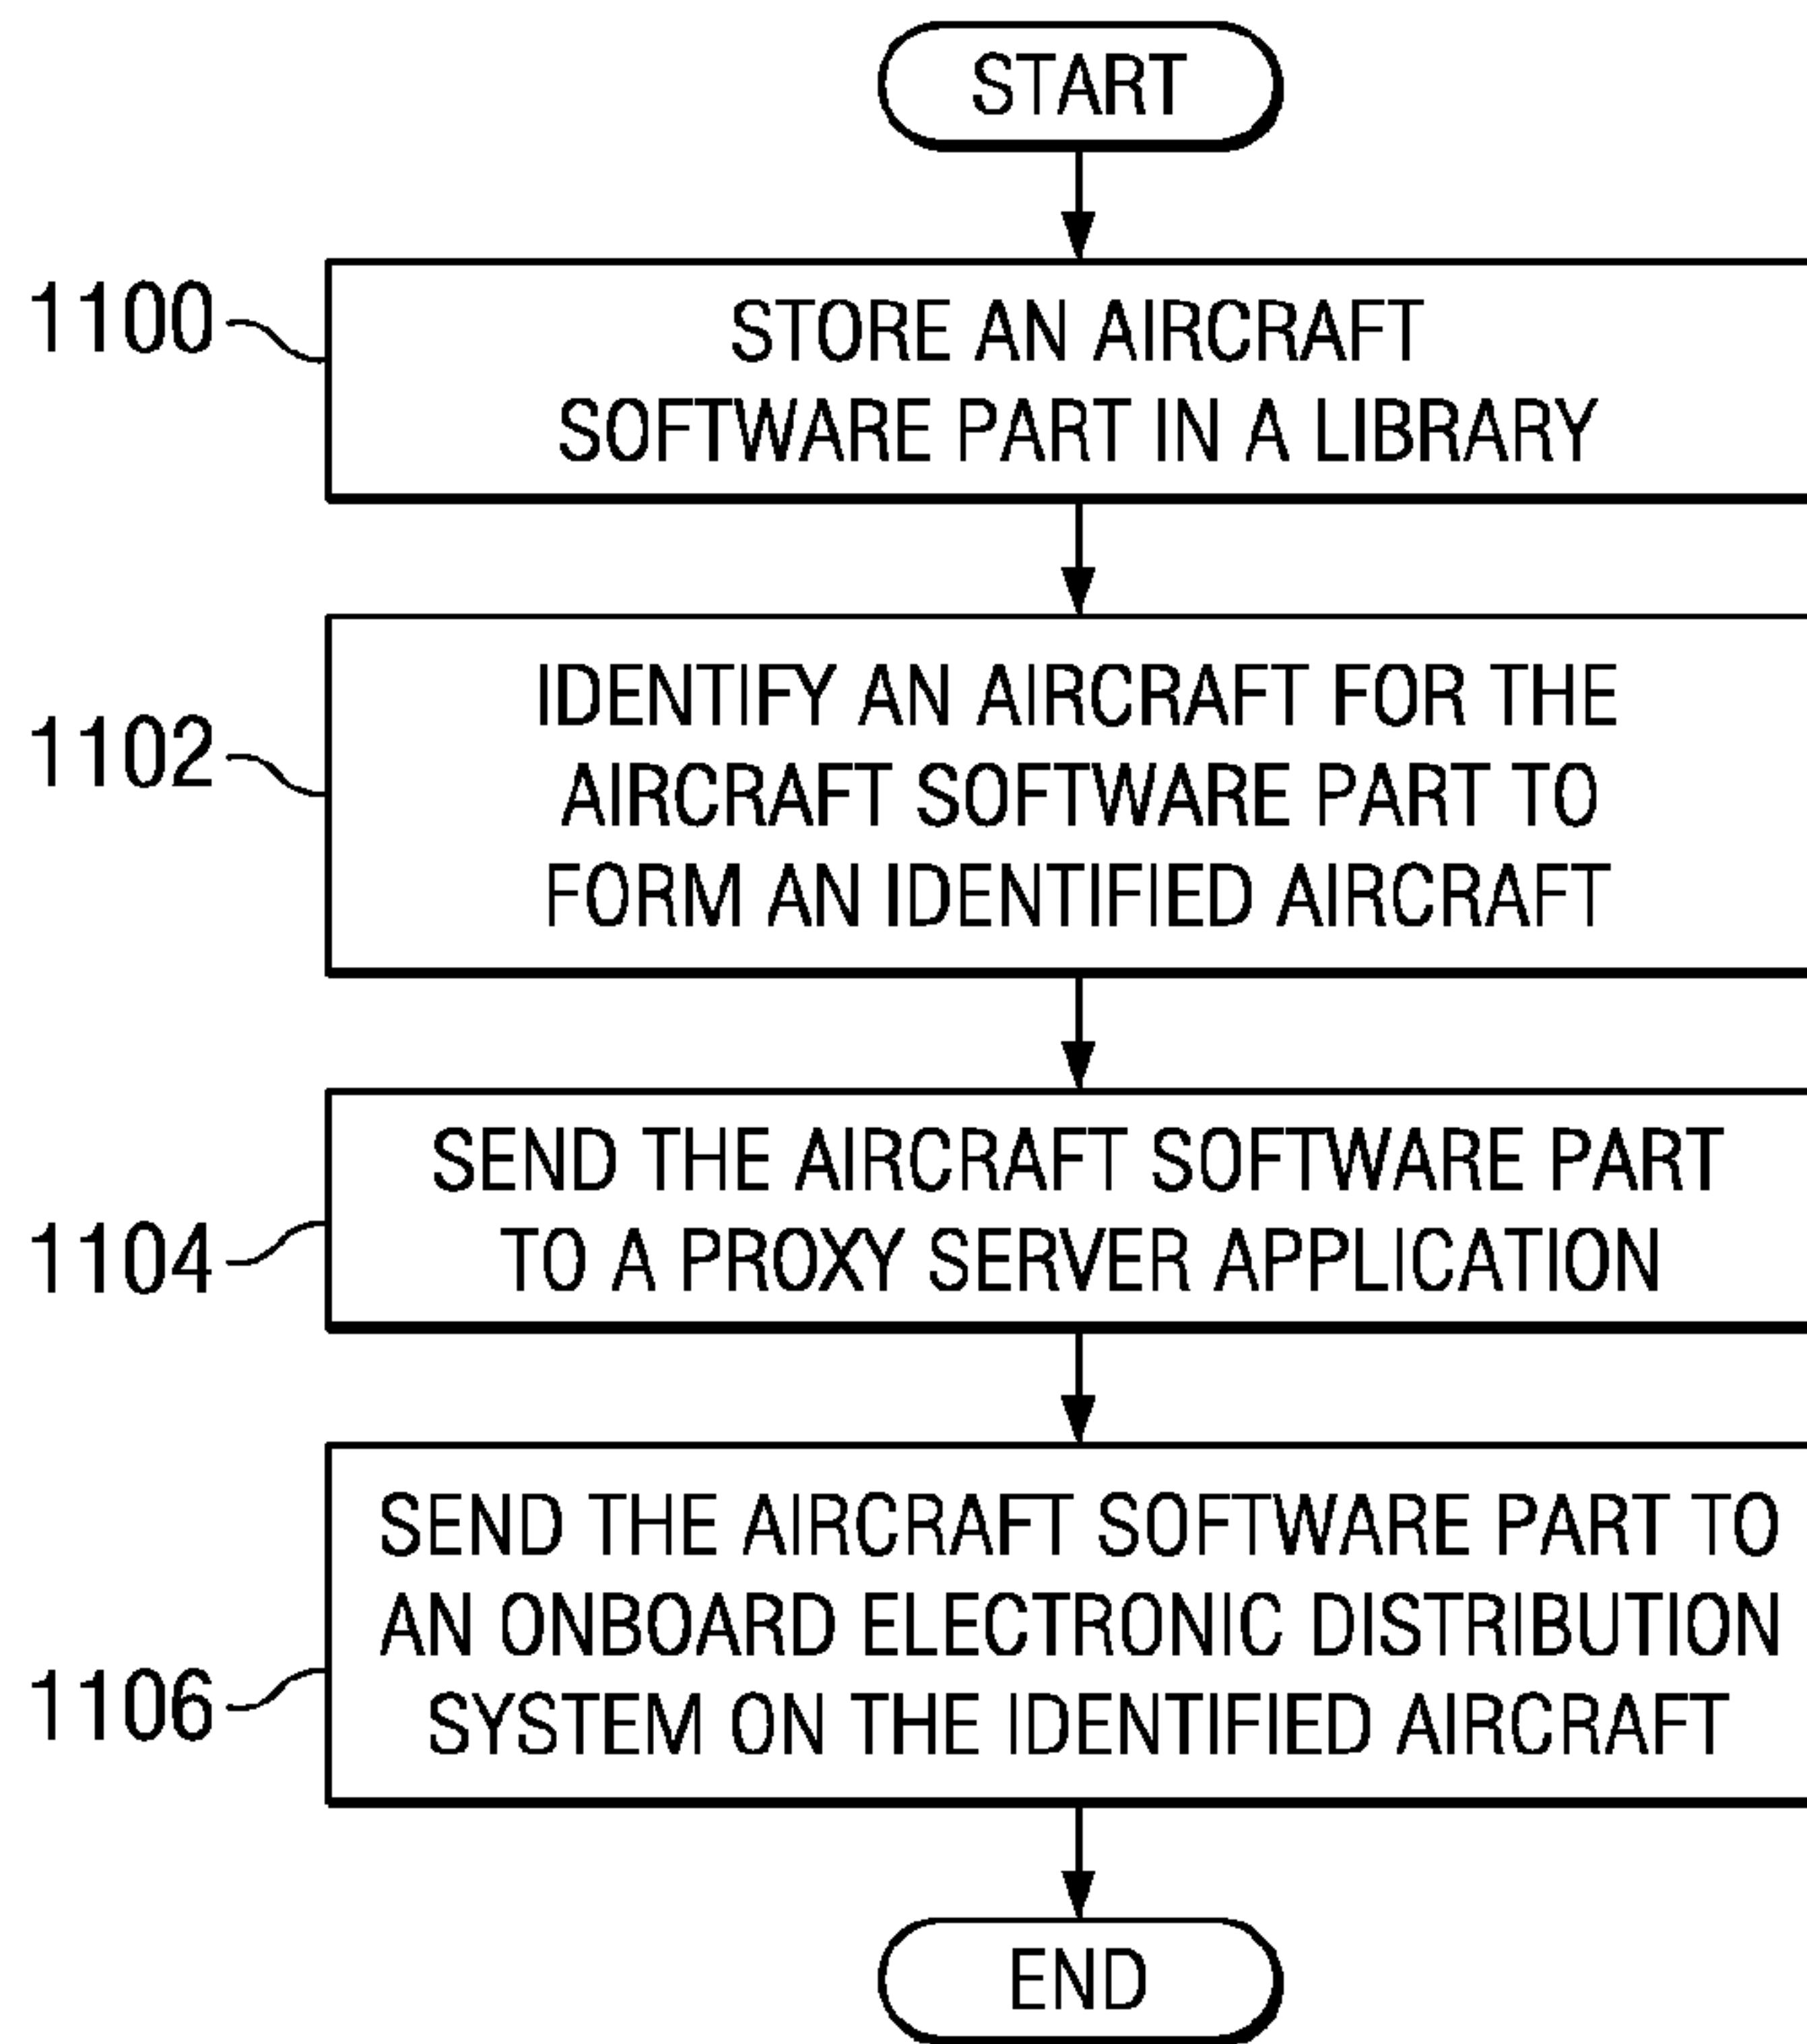 START
1100
STORE AN AIRCRAFT
SOFTWARE PART IN A LIBRARY
1102
IDENTIFY AN AIRCRAFT FOR THE
AIRCRAFT SOFTWARE PART TO
FORM AN IDENTIFIED AIRCRAFT
1104
SEND THE AIRCRAFT SOFTWARE PART
TO A PROXY SERVER APPLICATION
1106
SEND THE AIRCRAFT SOFTWARE PART TO
AN ONBOARD ELECTRONIC DISTRIBUTION
SYSTEM ON THE IDENTIFIED AIRCRAFT
END